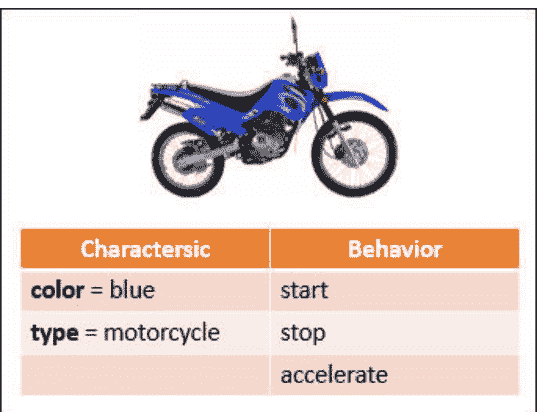 Charactersic Behavior
color = blue start
type = motorcycle stop
accelerate